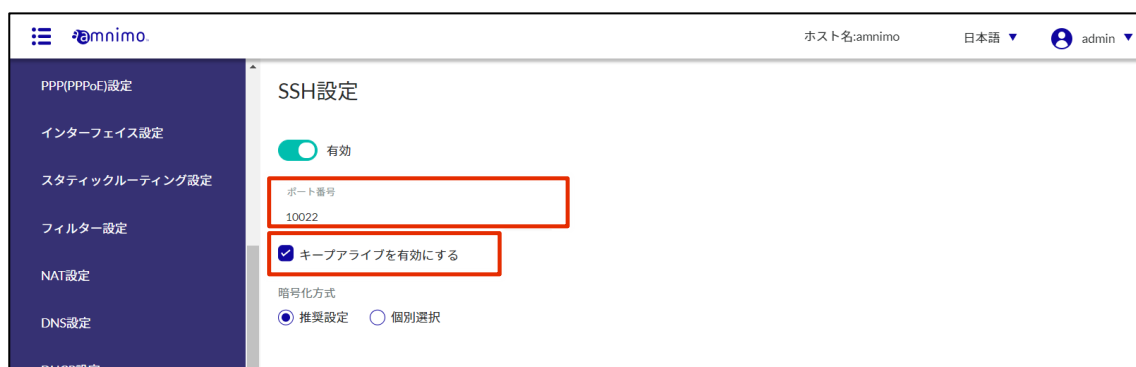 amnimo.
ホスト名:amnimo
日本語 ▼
admin ▼
PPP(PPPoE)設定
インターフェイス設定
スタティックルーティング設定
フィルター設定
NAT設定
DNS設定
SSH設定
有効
ポート番号
10022
キープアライブを有効にする
暗号化方式
推奨設定 個別選択